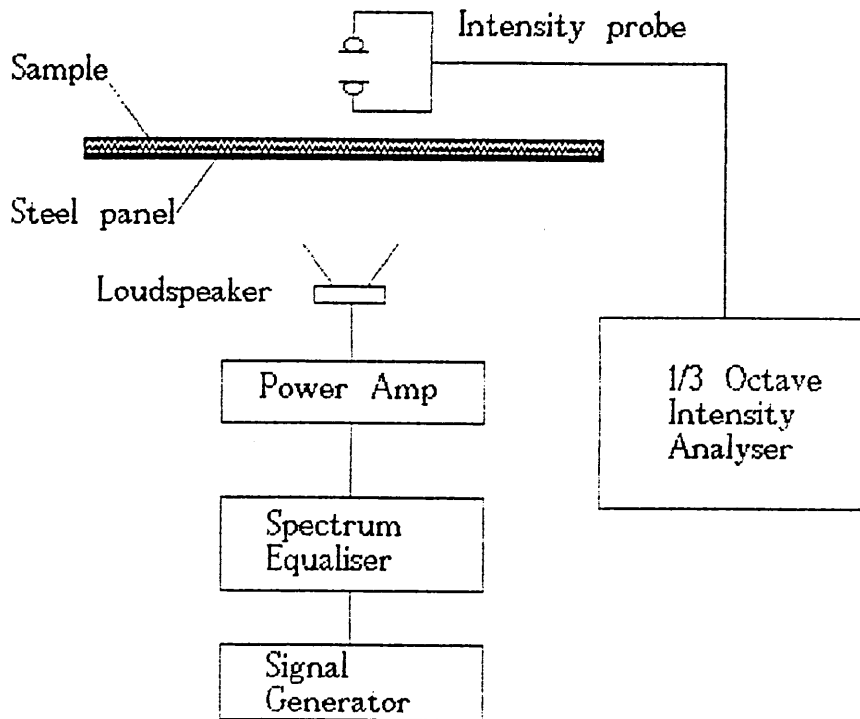 Intensity probe
Sample
Steel panel
Loudspeaker
Power Amp
1/3 Octave
Intensity
Analyser
Spectrum
Equaliser
Signal
Generator